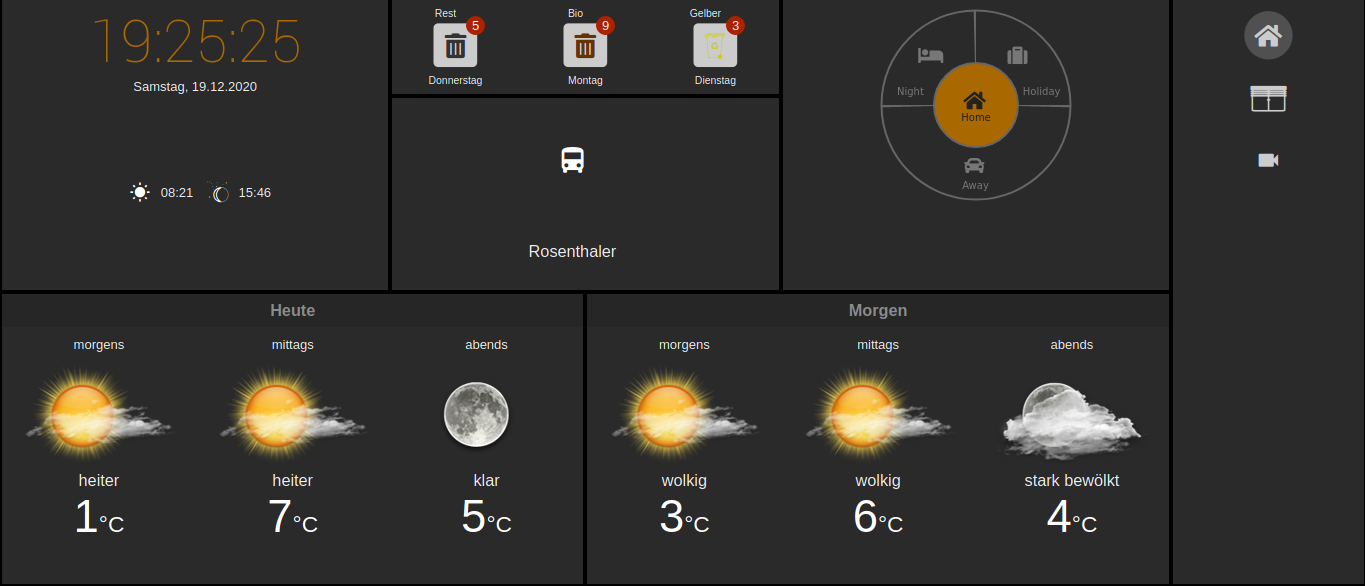 19:25:25
Samstag, 19.12.2020
08:21 15:46
Rest Bio Gelber
5 9 3
Donnerstag Montag Dienstag
Rosenthaler
Night Holiday
Home
Away
Heute
morgens mittags abends
heiter heiter klar
1°C 7°C 5°C
Morgen
morgens mittags abends
wolkig wolkig stark bewölkt
3°C 6°C 4°C